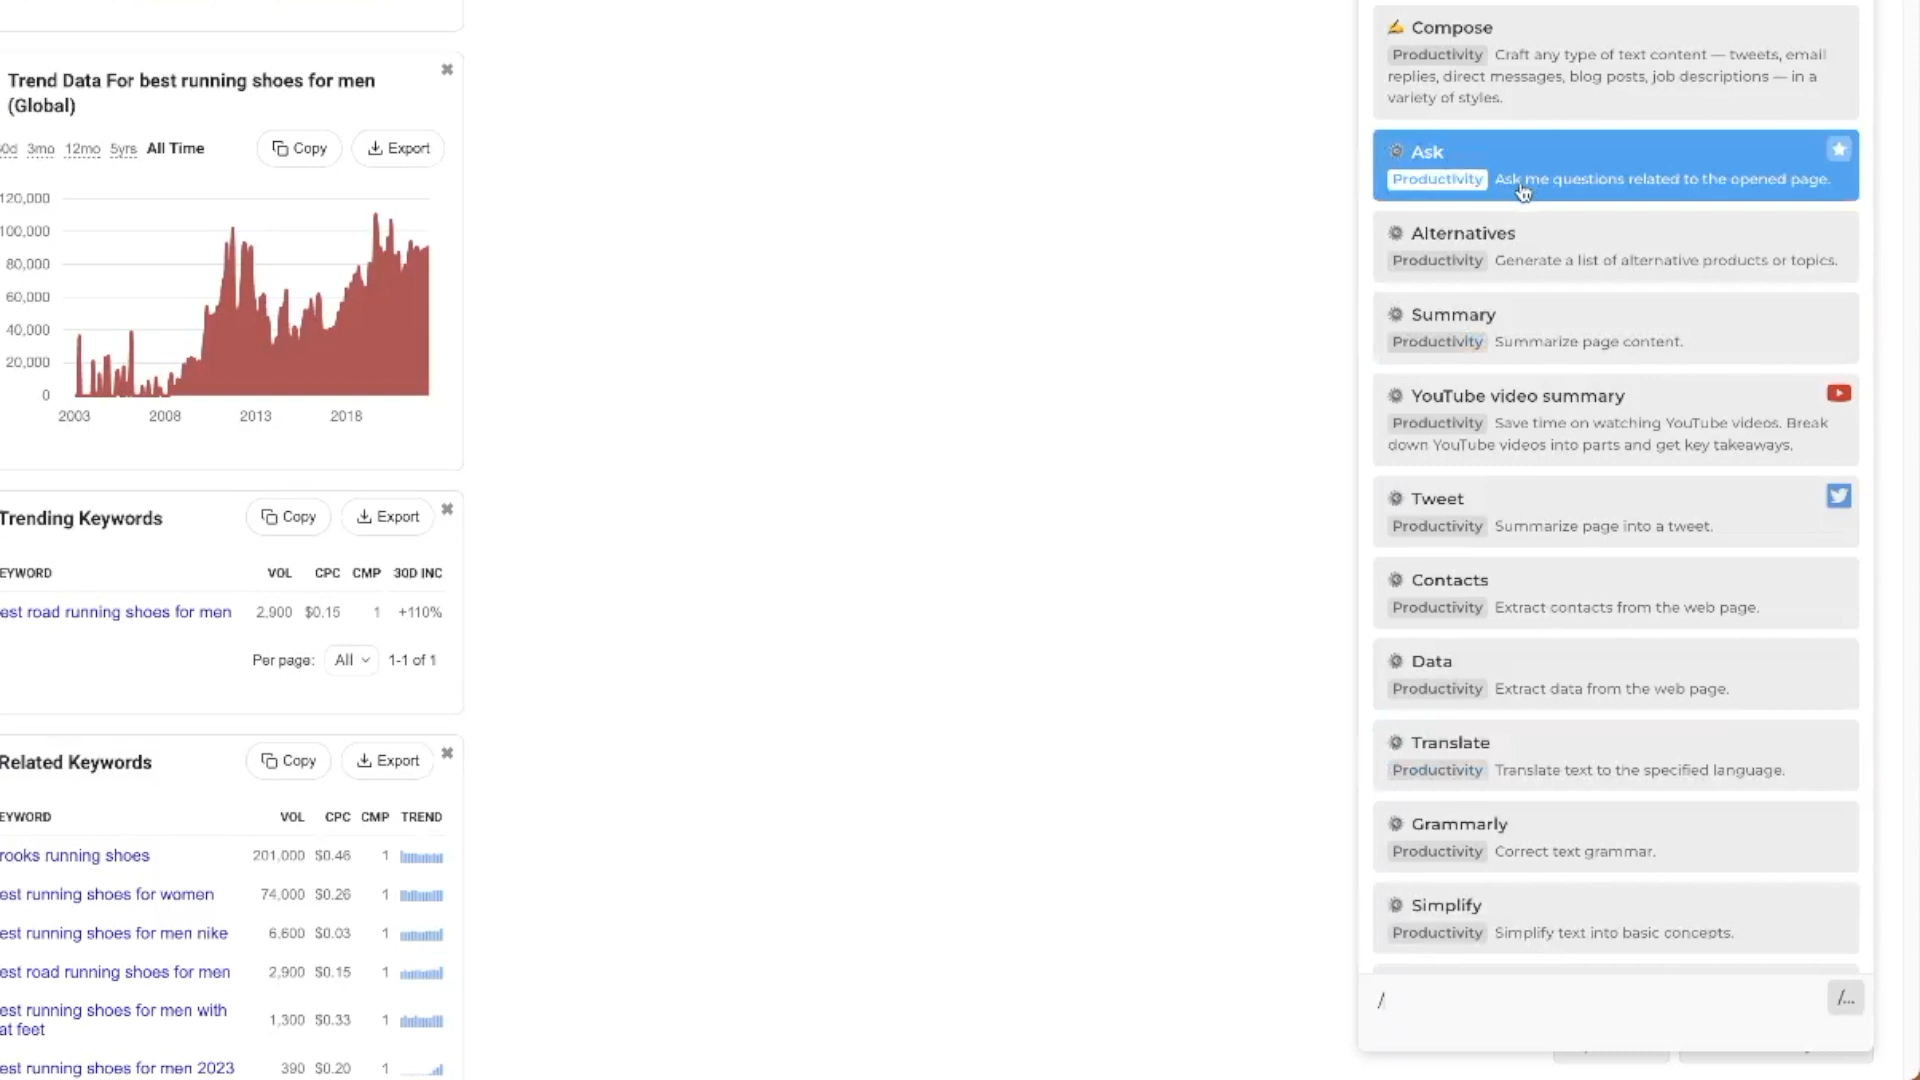 Trend Data For best running shoes for men
(Global)
3mo 12mo 5yrs All Time
Copy
Export
120,000
100,000
80,000
60,000
40,000
20,000
0
2003 2008 2013 2018
Trending Keywords
Copy
Export
EYWORD VOL CPC CMP 30D INC
est road running shoes for men 2,900 $0.15 1 +110%
Per page: All 1-1 of 1
Related Keywords
Copy
Export
EYWORD VOL CPC CMP TREND
rooks running shoes 201,000 $0.46 1
est running shoes for women 74,000 $0.26 1
est running shoes for men nike 6,600 $0.03 1
est road running shoes for men 2,900 $0.15 1
est running shoes for men with
at feet 1,300 $0.33 1
est running shoes for men 2023 390 $0.20 1
Compose
Productivity Craft any type of text content — tweets, email
replies, direct messages, blog posts, job descriptions — in a
variety of styles.
Ask
Productivity Ask me questions related to the opened page.
Alternatives
Productivity Generate a list of alternative products or topics.
Summary
Productivity Summarize page content.
YouTube video summary
Productivity Save time on watching YouTube videos. Break
down YouTube videos into parts and get key takeaways.
Tweet
Productivity Summarize page into a tweet.
Contacts
Productivity Extract contacts from the web page.
Data
Productivity Extract data from the web page.
Translate
Productivity Translate text to the specified language.
Grammarly
Productivity Correct text grammar.
Simplify
Productivity Simplify text into basic concepts.
/
/...